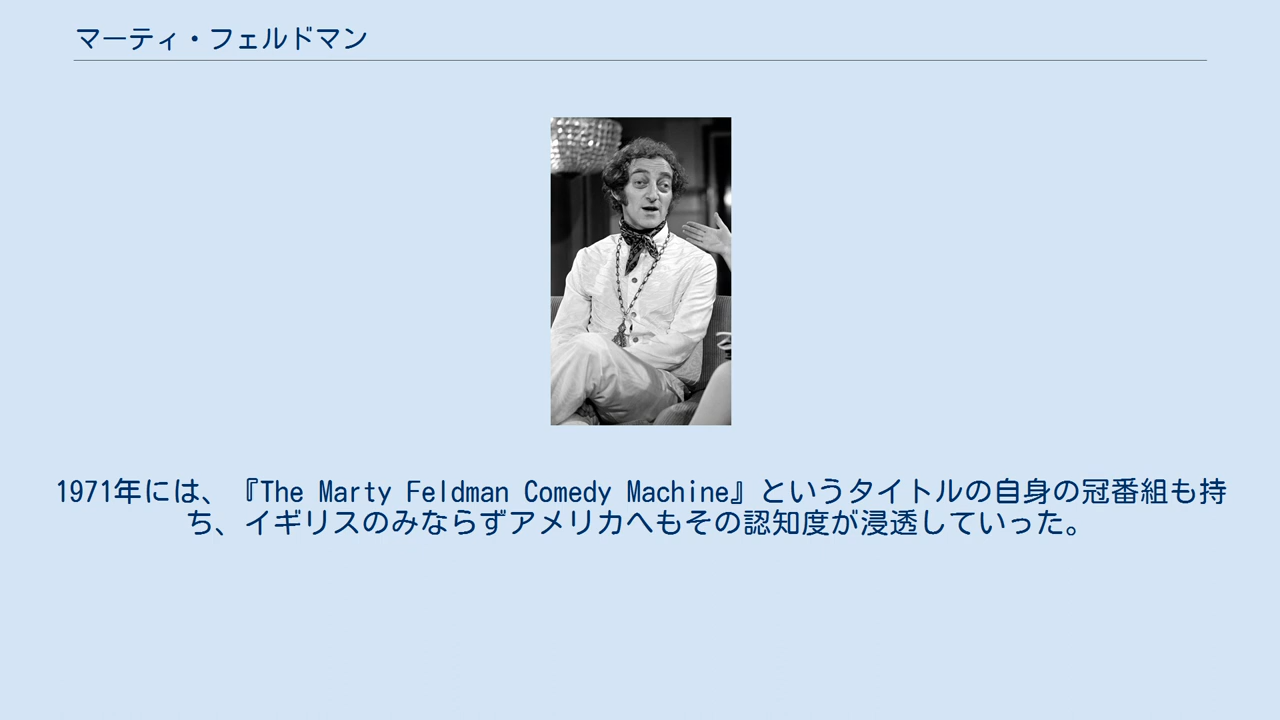 マーティ・フェルドマン
1971年には、『The Marty Feldman Comedy Machine』というタイトルの自身の冠番組も持
ち、イギリスのみならずアメリカへもその認知度が浸透していった。